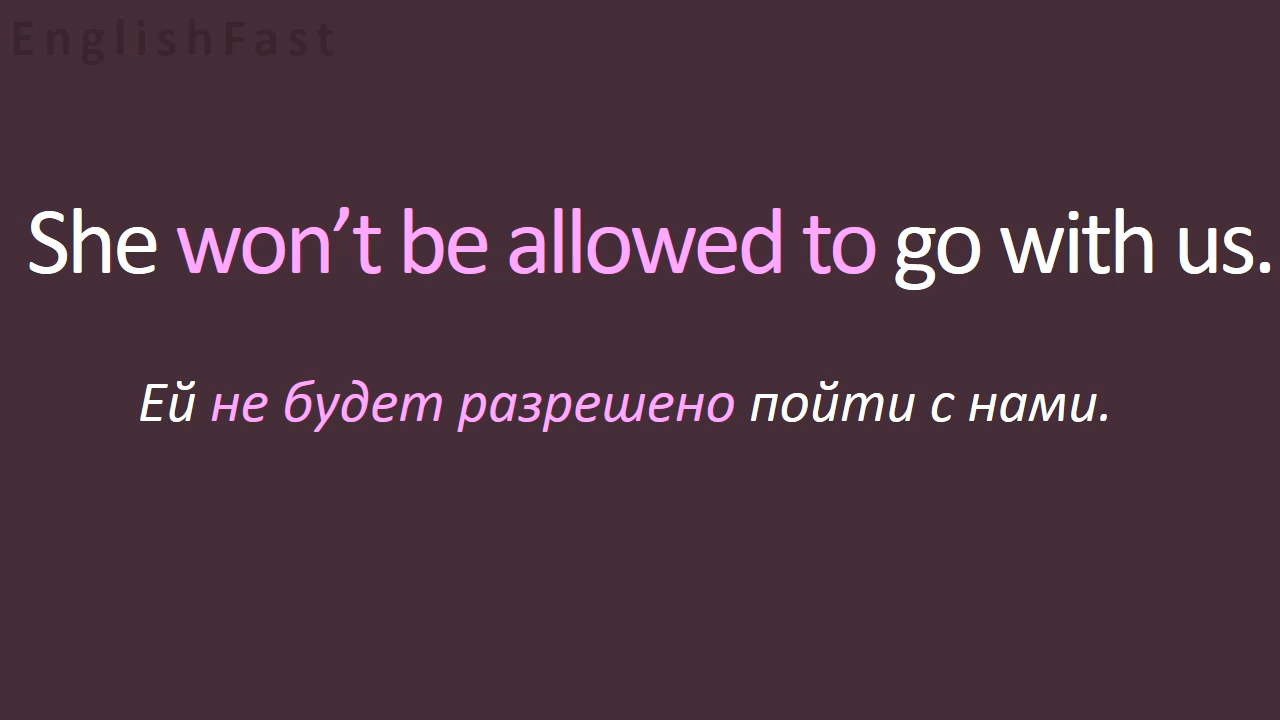 EnglishFast
She won’t be allowed to go with us.
Ей не будет разрешено пойти с нами.